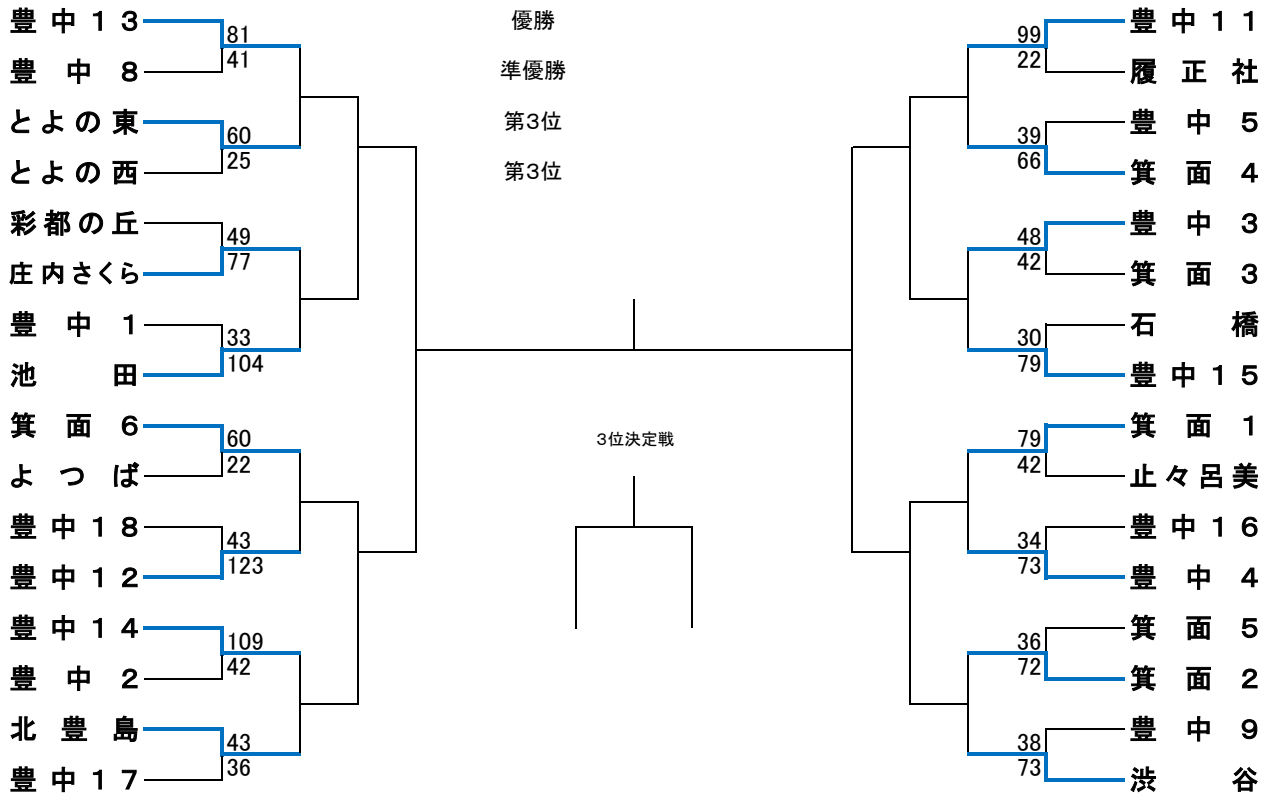 豊中13 81 優勝 99 豊中11
豊中8 41 準優勝 22 履正社
とよの東 60 第3位 39 豊中5
とよの西 25 第3位 66 箕面4
彩都の丘 49 48 豊中3
庄内さくら 77 42 箕面3
豊中1 33 30 石橋
池田 104 79 豊中15
箕面6 60 3位決定戦 79 箕面1
よつば 22 42 止々呂美
豊中18 43 34 豊中16
豊中12 123 73 豊中4
豊中14 109 36 箕面5
豊中2 42 72 箕面2
北豊島 43 38 豊中9
豊中17 36 73 渋谷